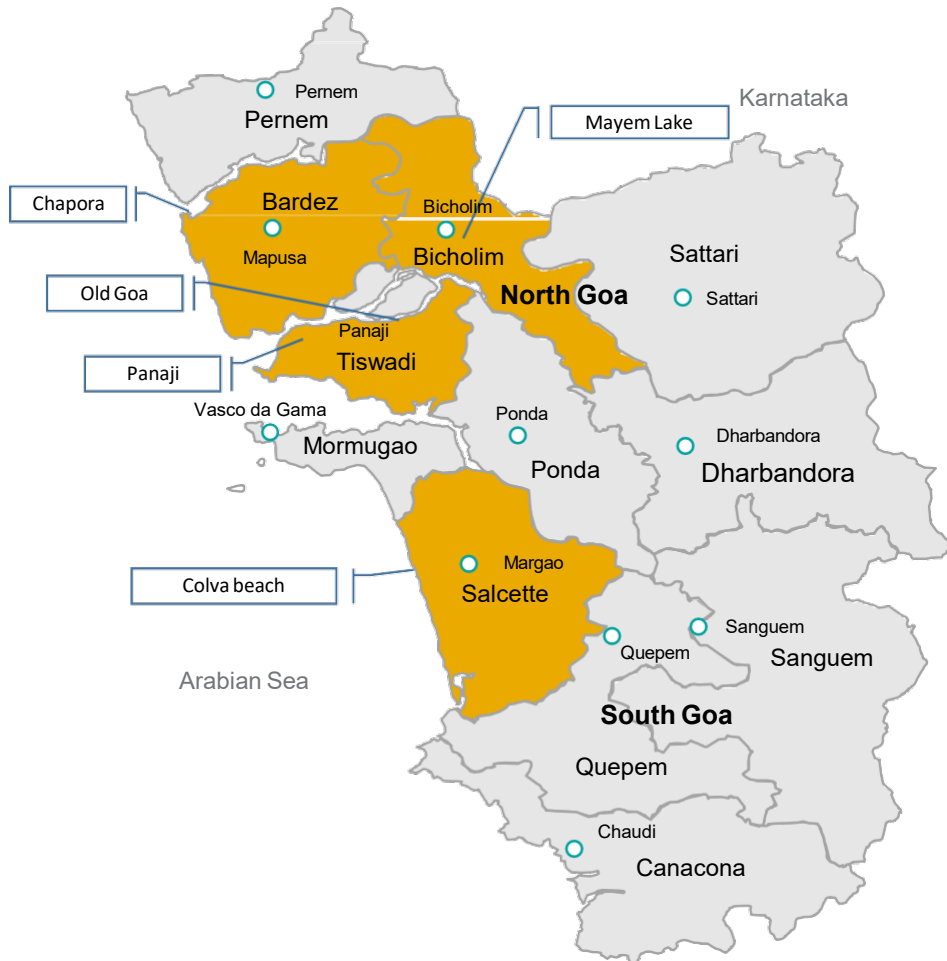 Pernem
Karnataka
Pernem
Mayem Lake
Chapora
Bardez
Bicholim
Sattari
Mapusa
Bicholim
Old Goa
North Goa
Sattari
Panaji
Tiswadi
Panaji
Vasco da Gama
Ponda
Mormugao
Dharbandora
Ponda
Dharbandora
Margao
Colva beach
Salcette
Sanguem
Quepem
Sanguem
Arabian Sea
South Goa
Quepem
Chaudi
Canacona